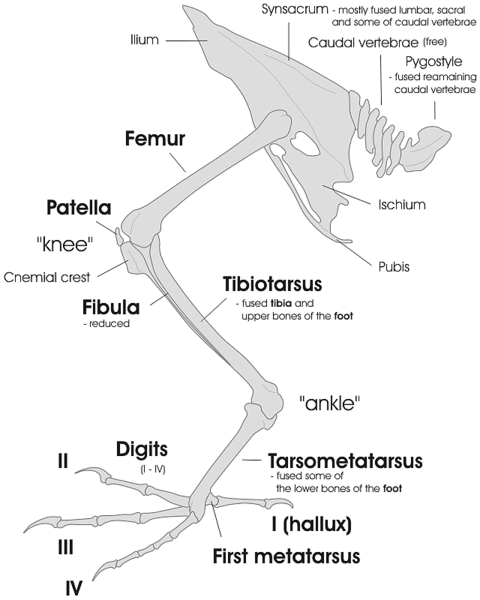 Synsacrum - mostly fused lumbar, sacral
and some of caudal vertebrae
Ilium
Caudal vertebrae (free)
Pygostyle
- fused reamaining
caudal vertebrae
Femur
Ischium
Patella
"knee"
Pubis
Cnemial crest
Tibiotarsus
- fused tibia and
upper bones of the foot
Fibula
- reduced
"ankle"
Digits
(I - IV)
II
Tarsometatarsus
- fused some of
the lower bones of the foot
I (hallux)
III
First metatarsus
IV